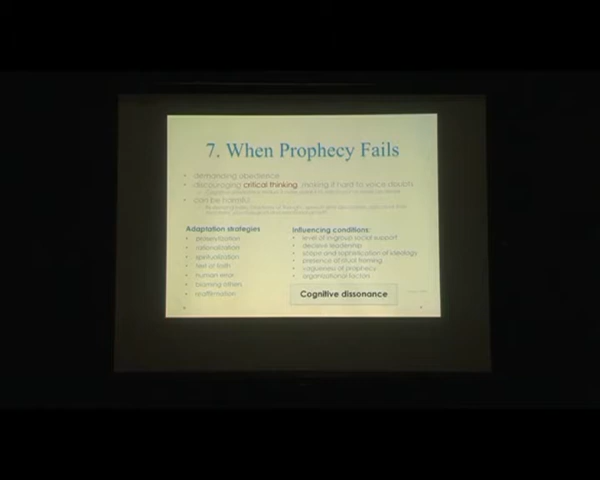 7. When Prophecy Fails
• demanding obedience
• discouraging critical thinking, making it hard to voice doubts
• can be harmful
Adaptation strategies
• proselytization
• rationalization
• spiritualization
• test of faith
• human error
• blaming others
• reaffirmation
Influencing conditions:
• level of in-group social support
• decisive leadership
• scope and sophistication of ideology
• presence of ritual framing
• vagueness of prophecy
• organizational factors
Cognitive dissonance